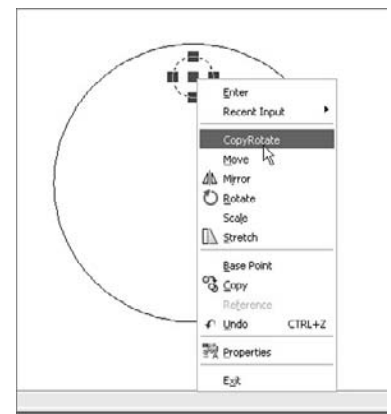 Enter
Recent Input
CopyRotate
Move
Mirror
Rotate
Scale
Stretch
Base Point
Copy
Reference
Undo CTRL+Z
Properties
Exit